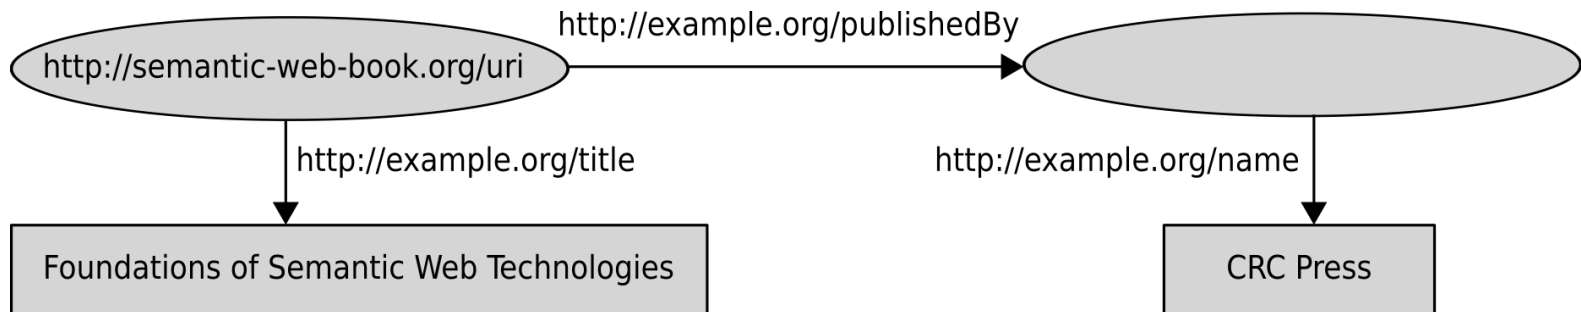 http://example.org/publishedBy
http://semantic-web-book.org/uri
http://example.org/title
http://example.org/name
Foundations of Semantic Web Technologies
CRC Press